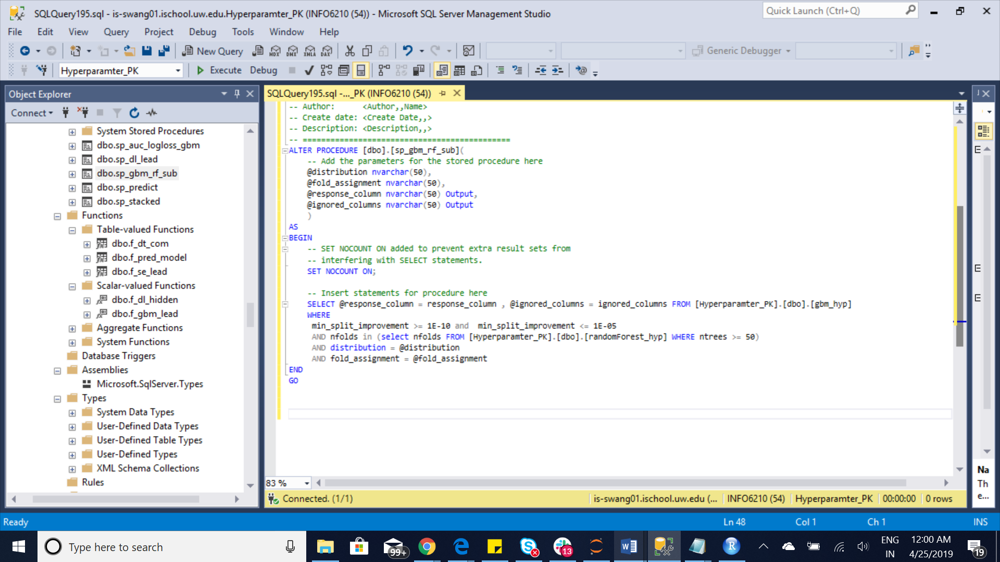 SQLQuery195.sql - is-swang01.ischool.uw.edu.Hyperparamter_PK (INFO6210 (54)) - Microsoft SQL Server Management Studio
Quick Launch (Ctrl+Q)
File Edit View Query Project Debug Tools Window Help
New Query MDX DMX XMLA DAX Generic Debugger
Hyperparamter_PK Execute Debug
Object Explorer
Connect
System Stored Procedures
dbo.sp_auc_logloss_gbm
dbo.sp_dl_lead
dbo.sp_gbm_rf_sub
dbo.sp_predict
dbo.sp_stacked
Functions
Table-valued Functions
dbo.f_dt_com
dbo.f_pred_model
dbo.f_se_lead
Scalar-valued Functions
dbo.f_dl_hidden
dbo.f_gbm_lead
Aggregate Functions
System Functions
Database Triggers
Assemblies
Microsoft.SqlServer.Types
Types
System Data Types
User-Defined Data Types
User-Defined Table Types
User-Defined Types
XML Schema Collections
Rules
SQLQuery195.sql -..._PK (INFO6210 (54))
-- Author:      <Author,,Name>
-- Create date: <Create Date,,>
-- Description: <Description,,>
-- =============================================
ALTER PROCEDURE [dbo].[sp_gbm_rf_sub](
-- Add the parameters for the stored procedure here
@distribution nvarchar(50),
@fold_assignment nvarchar(50),
@response_column nvarchar(50) Output,
@ignored_columns nvarchar(50) Output
)
AS
BEGIN
-- SET NOCOUNT ON added to prevent extra result sets from
-- interfering with SELECT statements.
SET NOCOUNT ON;
-- Insert statements for procedure here
SELECT @response_column = response_column , @ignored_columns = ignored_columns FROM [Hyperparamter_PK].[dbo].[gbm_hyp]
WHERE
min_split_improvement >= 1E-10 and  min_split_improvement <= 1E-05
AND nfolds in (select nfolds FROM [Hyperparamter_PK].[dbo].[randomForest_hyp] WHERE ntrees >= 50)
AND distribution = @distribution
AND fold_assignment = @fold_assignment
END
GO
83 %
Connected. (1/1) is-swang01.ischool.uw.edu (... INFO6210 (54) Hyperparamter_PK 00:00:00 0 rows
Na
Th
e...
Ready Ln 48 Col 1 Ch 1 INS
Type here to search
99+
13
W
R
ENG
IN
12:00 AM
4/25/2019
19